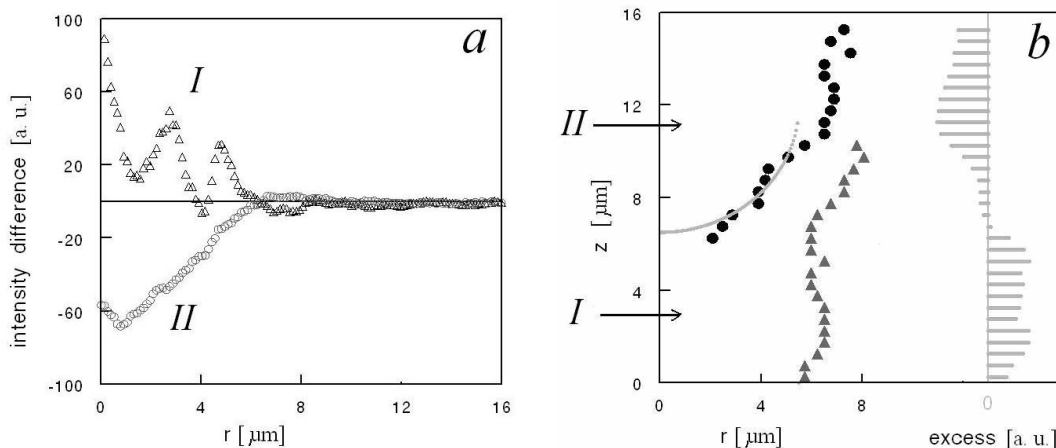 100
60
20
-20
-60
-100
intensity difference [a. u.]
a
I
II
0 4 8 12 16
r [ μm]
16
12
8
4
0
z [ μm]
b
II
I
0 4 8 0
r [ μm] excess [a. u.]